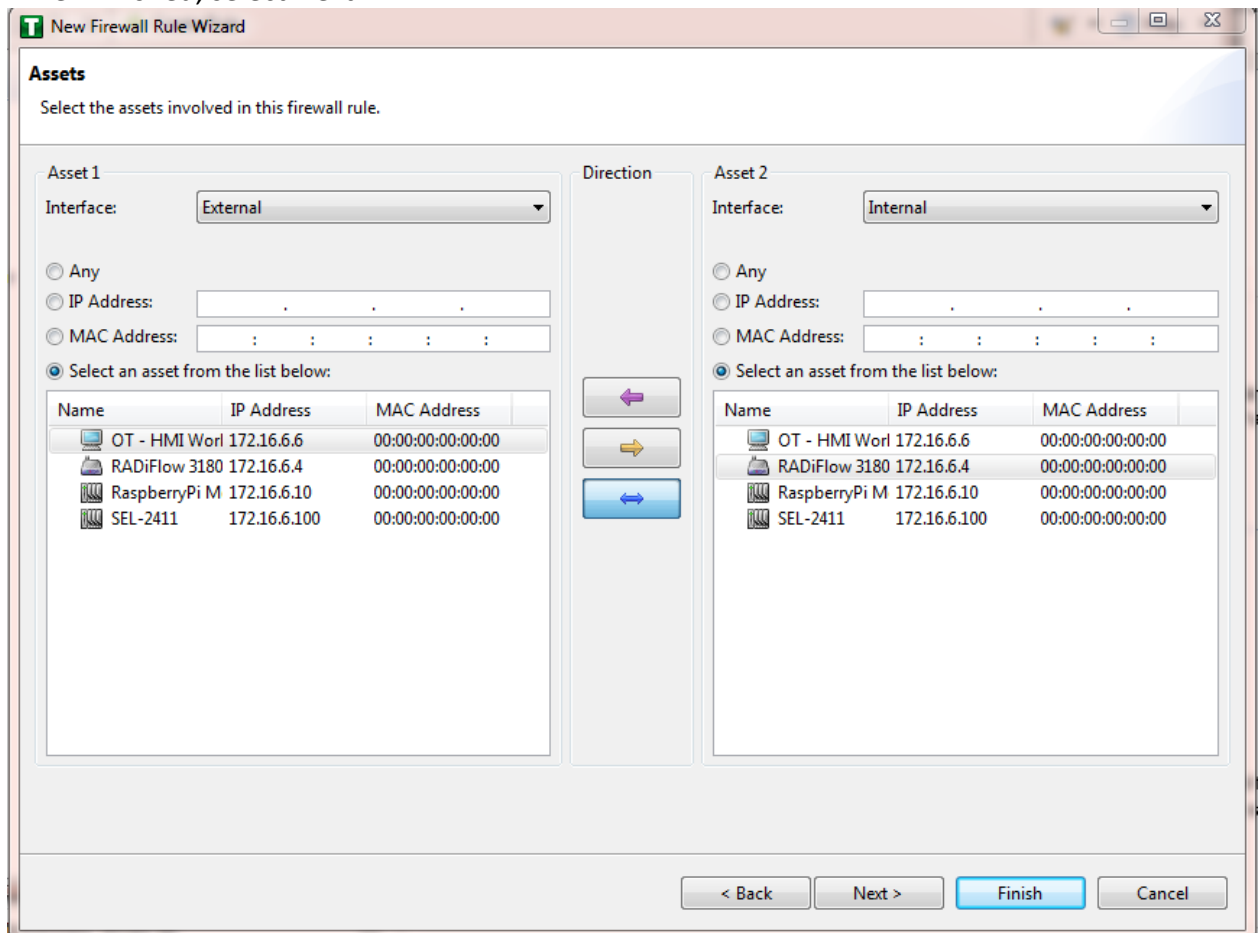 New Firewall Rule Wizard
Assets
Select the assets involved in this firewall rule.
Asset 1
Interface: External
Any
IP Address: . . .
MAC Address: : : : : :
Select an asset from the list below:
Name IP Address MAC Address
OT - HMI Worl 172.16.6.6 00:00:00:00:00:00
RADiFlow 3180 172.16.6.4 00:00:00:00:00:00
RaspberryPi M 172.16.6.10 00:00:00:00:00:00
SEL-2411 172.16.6.100 00:00:00:00:00:00
Direction
Asset 2
Interface: Internal
Any
IP Address: . . .
MAC Address: : : : : :
Select an asset from the list below:
Name IP Address MAC Address
OT - HMI Worl 172.16.6.6 00:00:00:00:00:00
RADiFlow 3180 172.16.6.4 00:00:00:00:00:00
RaspberryPi M 172.16.6.10 00:00:00:00:00:00
SEL-2411 172.16.6.100 00:00:00:00:00:00
< Back Next > Finish Cancel